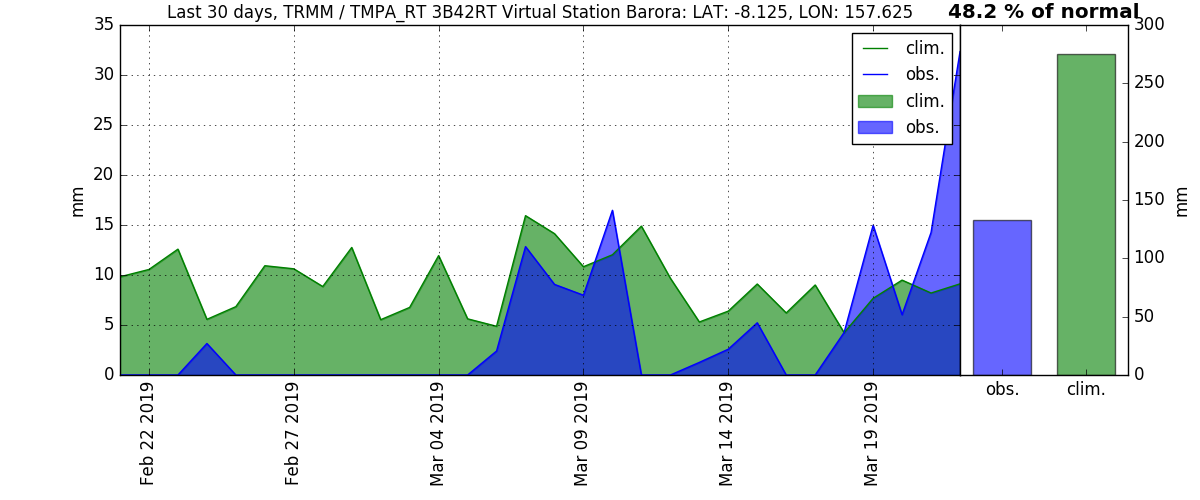 Last 30 days, TRMM / TMPA_RT 3B42RT Virtual Station Barora: LAT: -8.125, LON: 157.625
48.2 % of normal
35
30
25
20
15
10
5
0
mm
clim.
obs.
clim.
obs.
Feb 22 2019
Feb 27 2019
Mar 04 2019
Mar 09 2019
Mar 14 2019
Mar 19 2019
obs.
clim.
300
250
200
150
100
50
0
mm